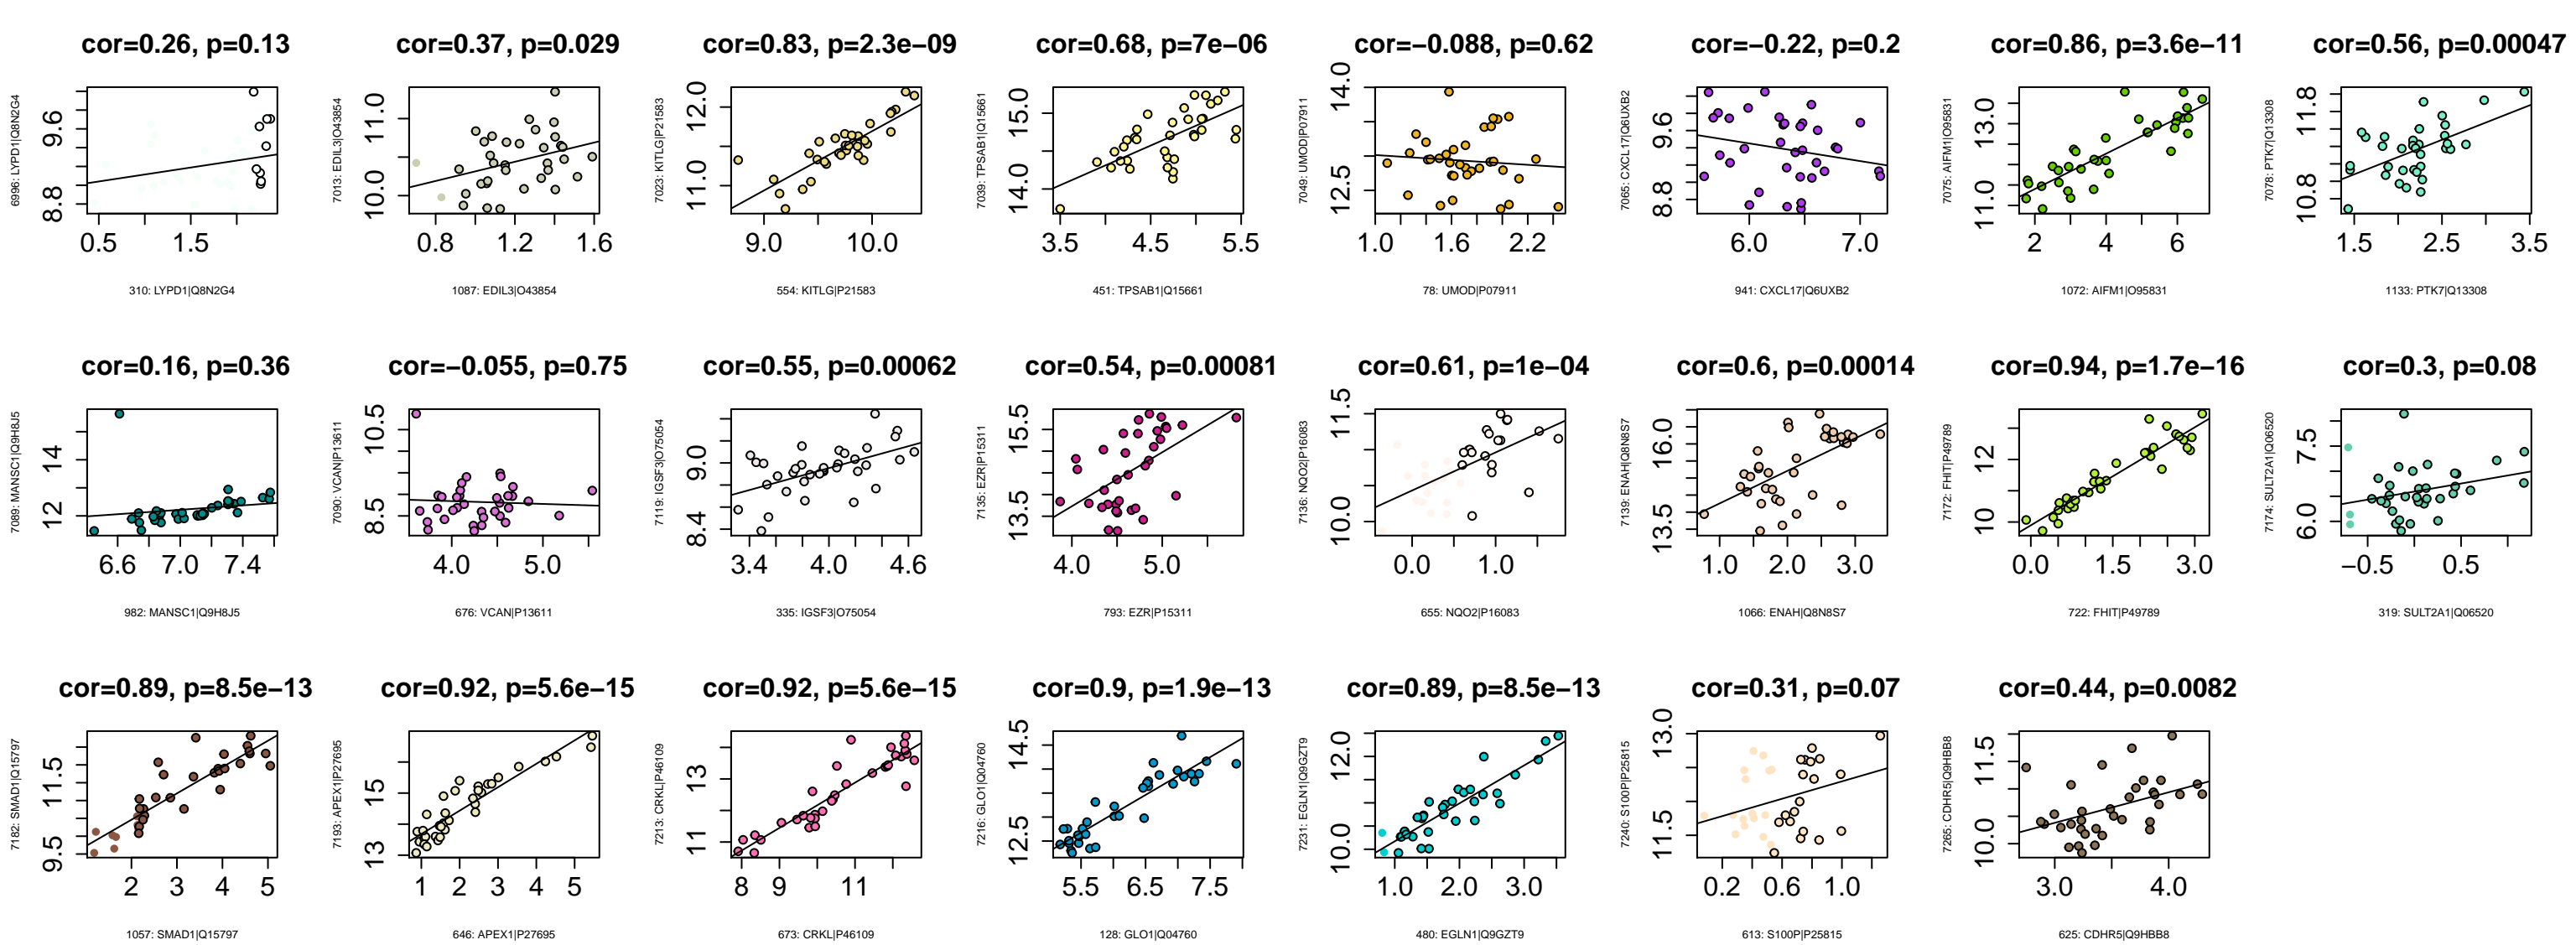 cor=0.26, p=0.13
6996: LYPD1|Q8N2G4
8.8 9.6
0.5 1.5
310: LYPD1|Q8N2G4
cor=0.37, p=0.029
7013: EDIL3|O43854
10.0 11.0
0.8 1.2 1.6
1087: EDIL3|O43854
cor=0.83, p=2.3e−09
7023: KITLG|P21583
11.0 12.0
9.0 10.0
554: KITLG|P21583
cor=0.68, p=7e−06
7039: TPSAB1|Q15661
14.0 15.0
3.5 4.5 5.5
451: TPSAB1|Q15661
cor=−0.088, p=0.62
7049: UMOD|P07911
12.5 14.0
1.0 1.6 2.2
78: UMOD|P07911
cor=−0.22, p=0.2
7065: CXCL17|Q6UXB2
8.8 9.6
6.0 7.0
941: CXCL17|Q6UXB2
cor=0.86, p=3.6e−11
7075: AIFM1|O95831
11.0 13.0
2 4 6
1072: AIFM1|O95831
cor=0.56, p=0.00047
7078: PTK7|Q13308
10.8 11.8
1.5 2.5 3.5
1133: PTK7|Q13308
cor=0.16, p=0.36
7089: MANSC1|Q9H8J5
12 14
6.6 7.0 7.4
982: MANSC1|Q9H8J5
cor=−0.055, p=0.75
7090: VCAN|P13611
8.5 10.5
4.0 5.0
676: VCAN|P13611
cor=0.55, p=0.00062
7119: IGSF3|O75054
8.4 9.0
3.4 4.0 4.6
335: IGSF3|O75054
cor=0.54, p=0.00081
7135: EZR|P15311
13.5 15.5
4.0 5.0
793: EZR|P15311
cor=0.61, p=1e−04
7138: NQO2|P16083
10.0 11.5
0.0 1.0
655: NQO2|P16083
cor=0.6, p=0.00014
7139: ENAH|Q8N8S7
13.5 16.0
1.0 2.0 3.0
1066: ENAH|Q8N8S7
cor=0.94, p=1.7e−16
7172: FHIT|P49789
10 12
0.0 1.5 3.0
722: FHIT|P49789
cor=0.3, p=0.08
7174: SULT2A1|Q06520
6.0 7.5
−0.5 0.5
319: SULT2A1|Q06520
cor=0.89, p=8.5e−13
7182: SMAD1|Q15797
9.5 11.5
2 3 4 5
1057: SMAD1|Q15797
cor=0.92, p=5.6e−15
7193: APEX1|P27695
13 15
1 2 3 4 5
646: APEX1|P27695
cor=0.92, p=5.6e−15
7213: CRKL|P46109
11 13
8 9 11
673: CRKL|P46109
cor=0.9, p=1.9e−13
7216: GLO1|Q04760
12.5 14.5
5.5 6.5 7.5
128: GLO1|Q04760
cor=0.89, p=8.5e−13
7231: EGLN1|Q9GZT9
10.0 12.0
1.0 2.0 3.0
480: EGLN1|Q9GZT9
cor=0.31, p=0.07
7240: S100P|P25815
11.5 13.0
0.2 0.6 1.0
613: S100P|P25815
cor=0.44, p=0.0082
7265: CDHR5|Q9HBB8
10.0 11.5
3.0 4.0
625: CDHR5|Q9HBB8